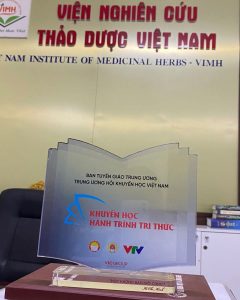 VIMH
VIỆN NGHIÊN CỨU
THẢO DƯỢC VIỆT NAM
NAM INSTITUTE OF MEDICINAL HERBS - VIMH
BAN TUYÊN GIÁO TRUNG ƯƠNG
TRUNG ƯƠNG HỘI KHUYẾN HỌC VIỆT NAM
KHUYẾN HỌC
HÀNH TRÌNH TRI THỨC
VTV